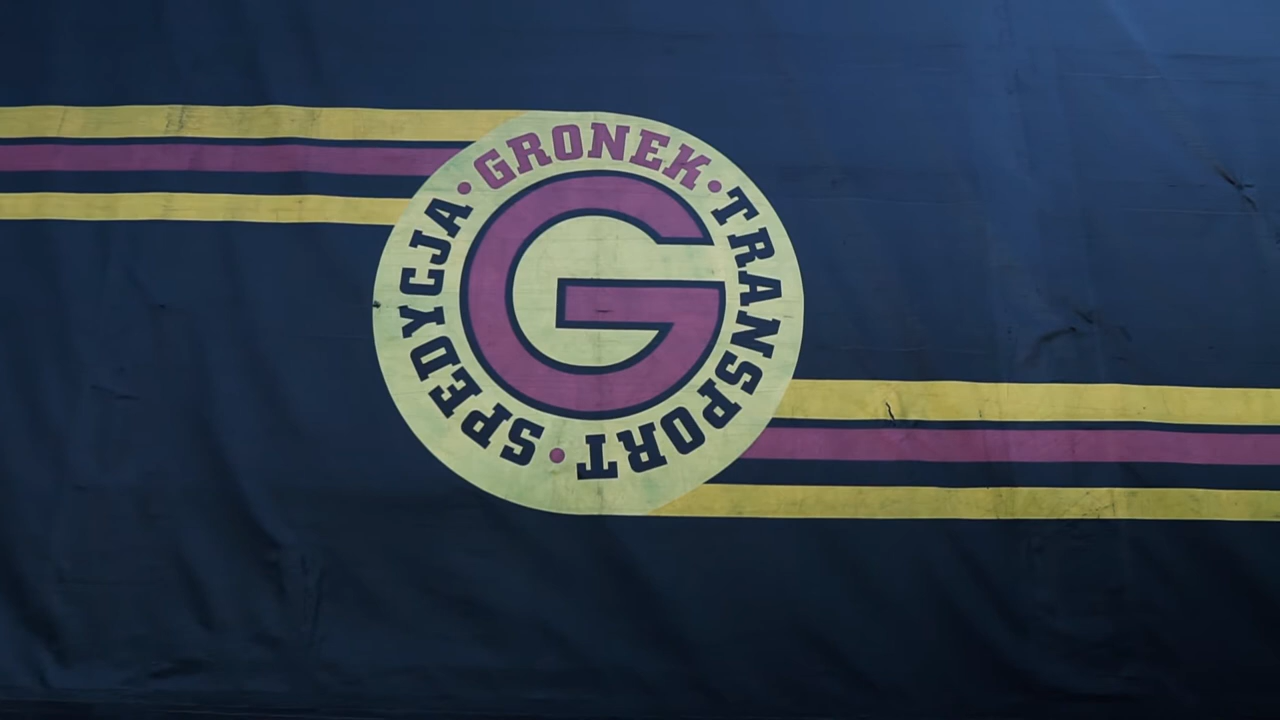 GRONEK • TRANSPORT • SPEDYCJA •
G